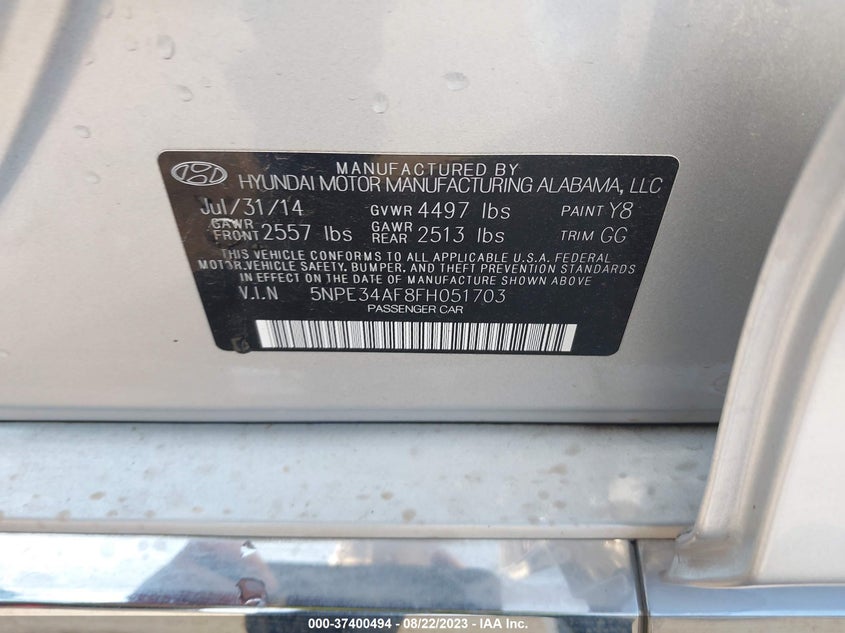 MANUFACTURED BY
HYUNDAI MOTOR MANUFACTURING ALABAMA, LLC
Jul/31/14 GVWR 4497 lbs PAINT Y8
GAWR FRONT 2557 lbs GAWR REAR 2513 lbs TRIM GG
THIS VEHICLE CONFORMS TO ALL APPLICABLE U.S.A. FEDERAL
MOTOR VEHICLE SAFETY, BUMPER, AND THEFT PREVENTION STANDARDS
IN EFFECT ON THE DATE OF MANUFACTURE SHOWN ABOVE
V.I.N 5NPE34AF8FH051703
PASSENGER CAR
000-37400494 - 08/22/2023 - IAA Inc.